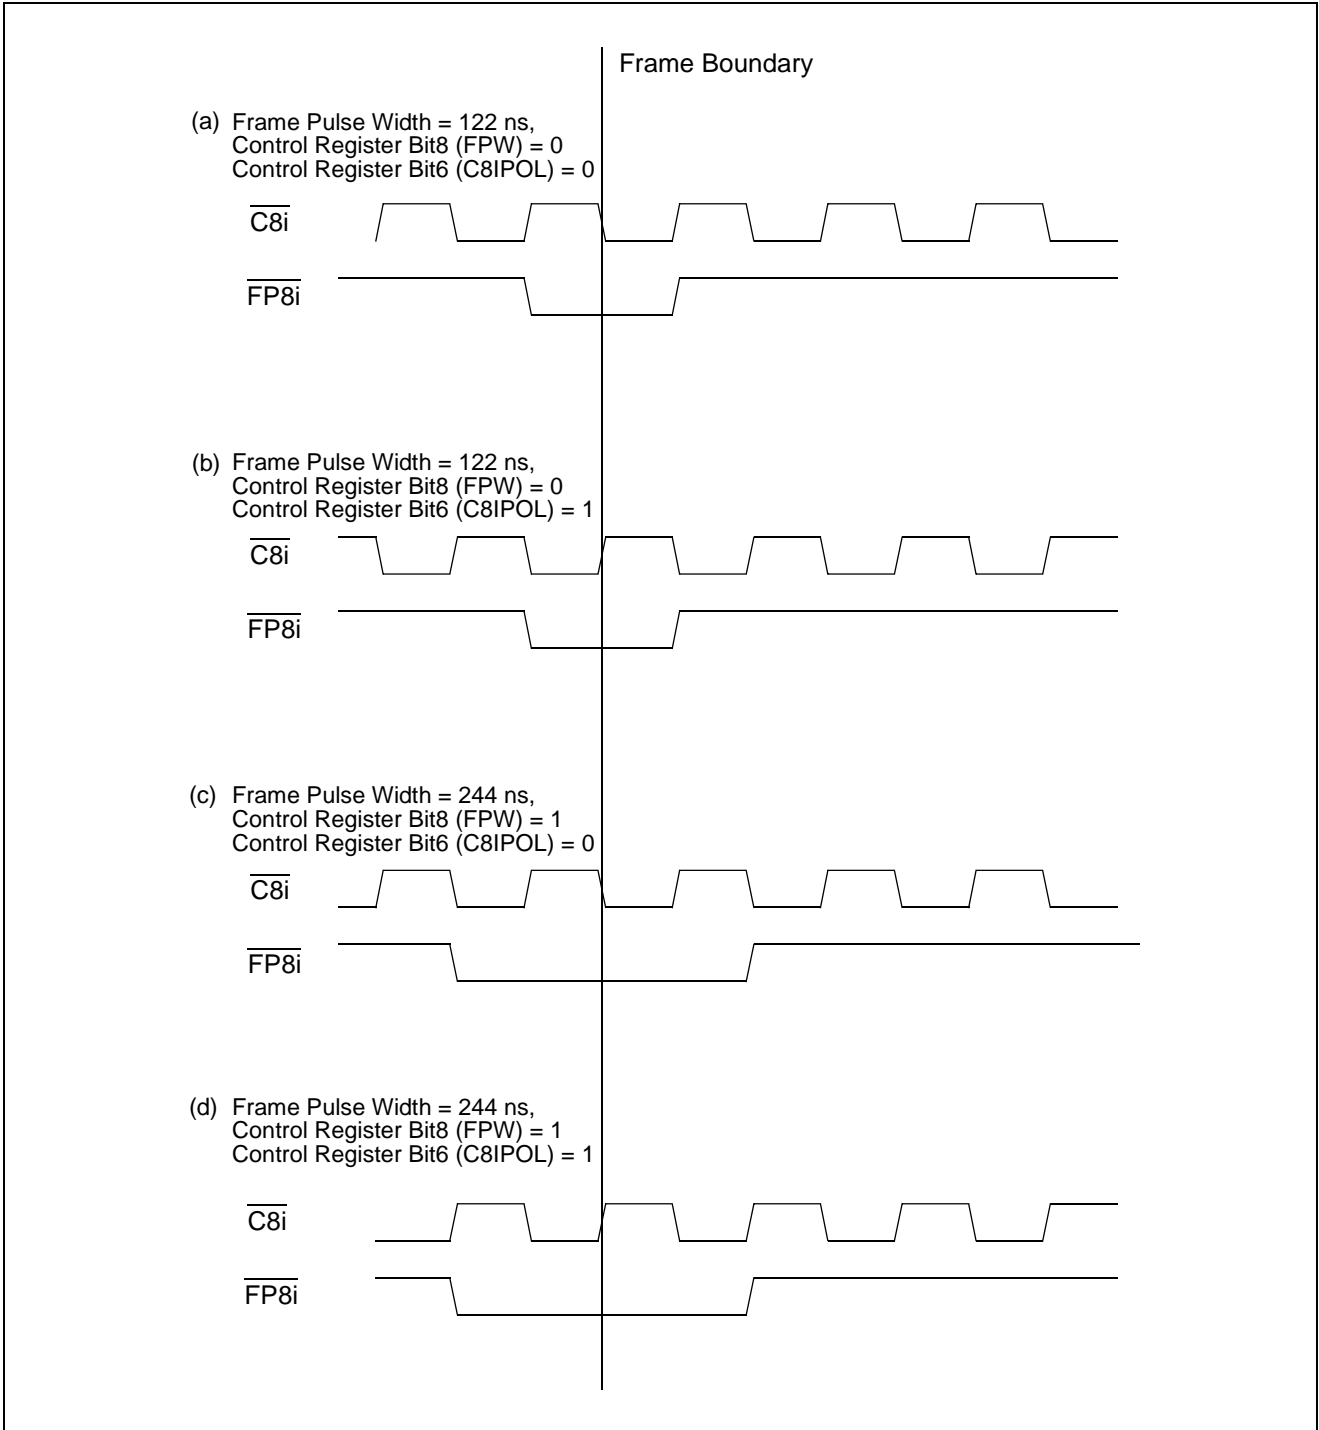 Frame Boundary
(a) Frame Pulse Width = 122 ns,
Control Register Bit8 (FPW) = 0
Control Register Bit6 (C8IPOL) = 0
C8i
FP8i
(b) Frame Pulse Width = 122 ns,
Control Register Bit8 (FPW) = 0
Control Register Bit6 (C8IPOL) = 1
C8i
FP8i
(c) Frame Pulse Width = 244 ns,
Control Register Bit8 (FPW) = 1
Control Register Bit6 (C8IPOL) = 0
C8i
FP8i
(d) Frame Pulse Width = 244 ns,
Control Register Bit8 (FPW) = 1
Control Register Bit6 (C8IPOL) = 1
C8i
FP8i